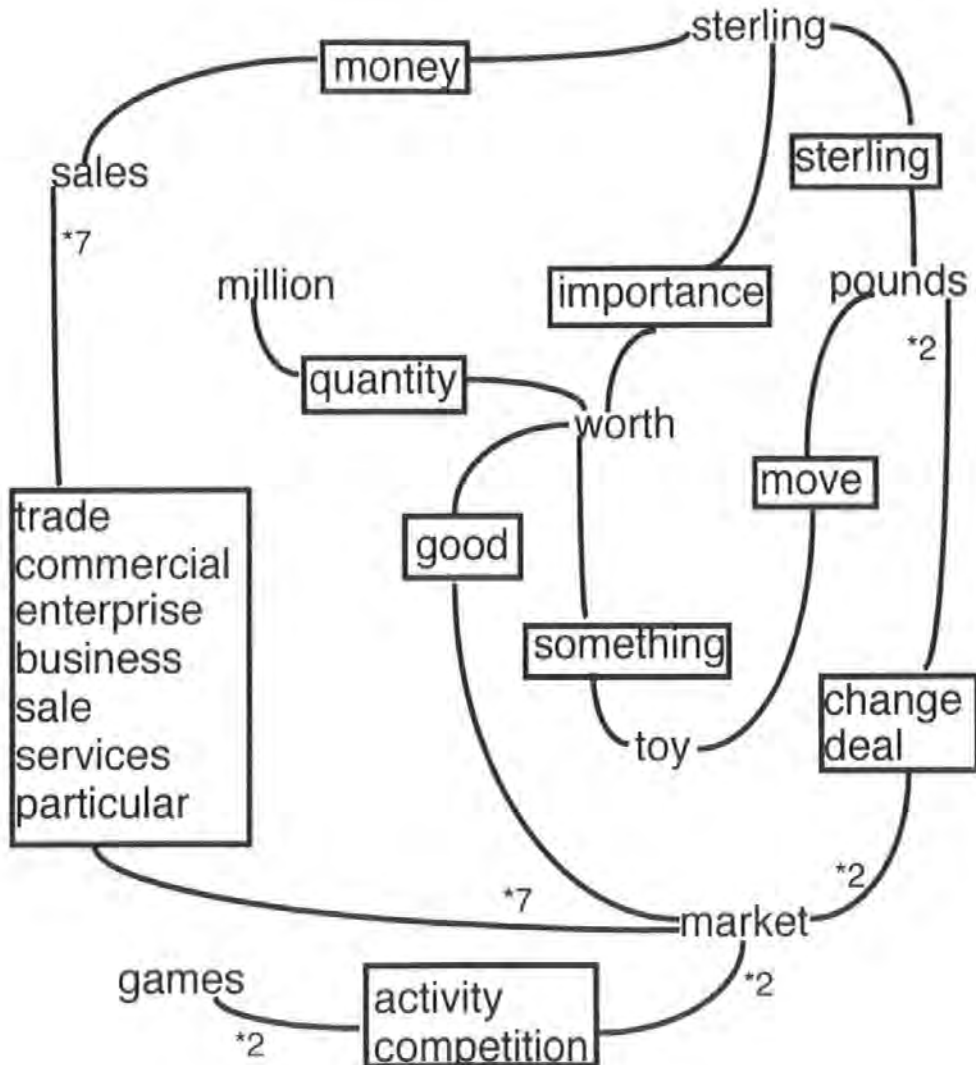 sterling
money
sterling
sales
*7
million
importance
pounds
*2
quantity
worth
move
trade
commercial
enterprise
business
sale
services
particular
good
something
toy
change
deal
*2
*7
market
games
*2
activity
competition
*2